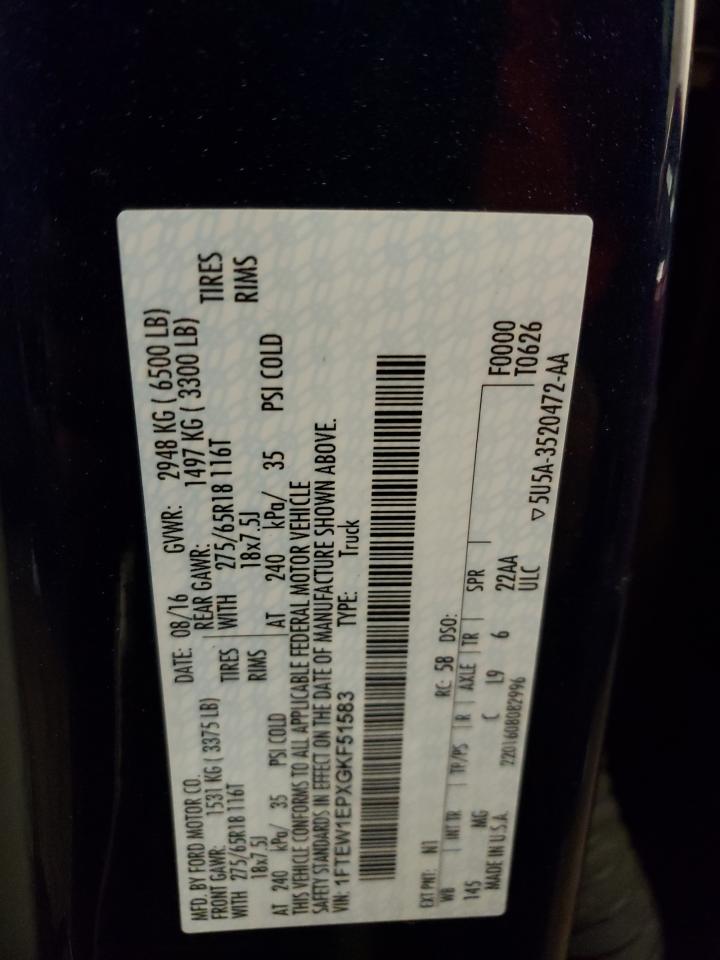 MFD. BY FORD MOTOR CO.
DATE: 08/16 GVWR: 2948 KG ( 6500 LB)
FRONT GAWR: 1531 KG ( 3375 LB)
REAR GAWR: 1497 KG ( 3300 LB)
WITH 275/65R18 116T TIRES
WITH 275/65R18 116T TIRES
18x7.5J RIMS
18x7.5J RIMS
AT 240 kPa/ 35 PSI COLD
AT 240 kPa/ 35 PSI COLD
THIS VEHICLE CONFORMS TO ALL APPLICABLE FEDERAL MOTOR VEHICLE
SAFETY STANDARDS IN EFFECT ON THE DATE OF MANUFACTURE SHOWN ABOVE.
VIN: 1FTEW1EPXGKF51583 TYPE: Truck
EXT PNT: N1 RC: 58 DSO: F0000
WB INT TR TP/PS R AXLE TR SPR T0626
145 MG C L9 6 22AA
MADE IN U.S.A. 2201608082996 ULC
▽5U5A-3520472-AA